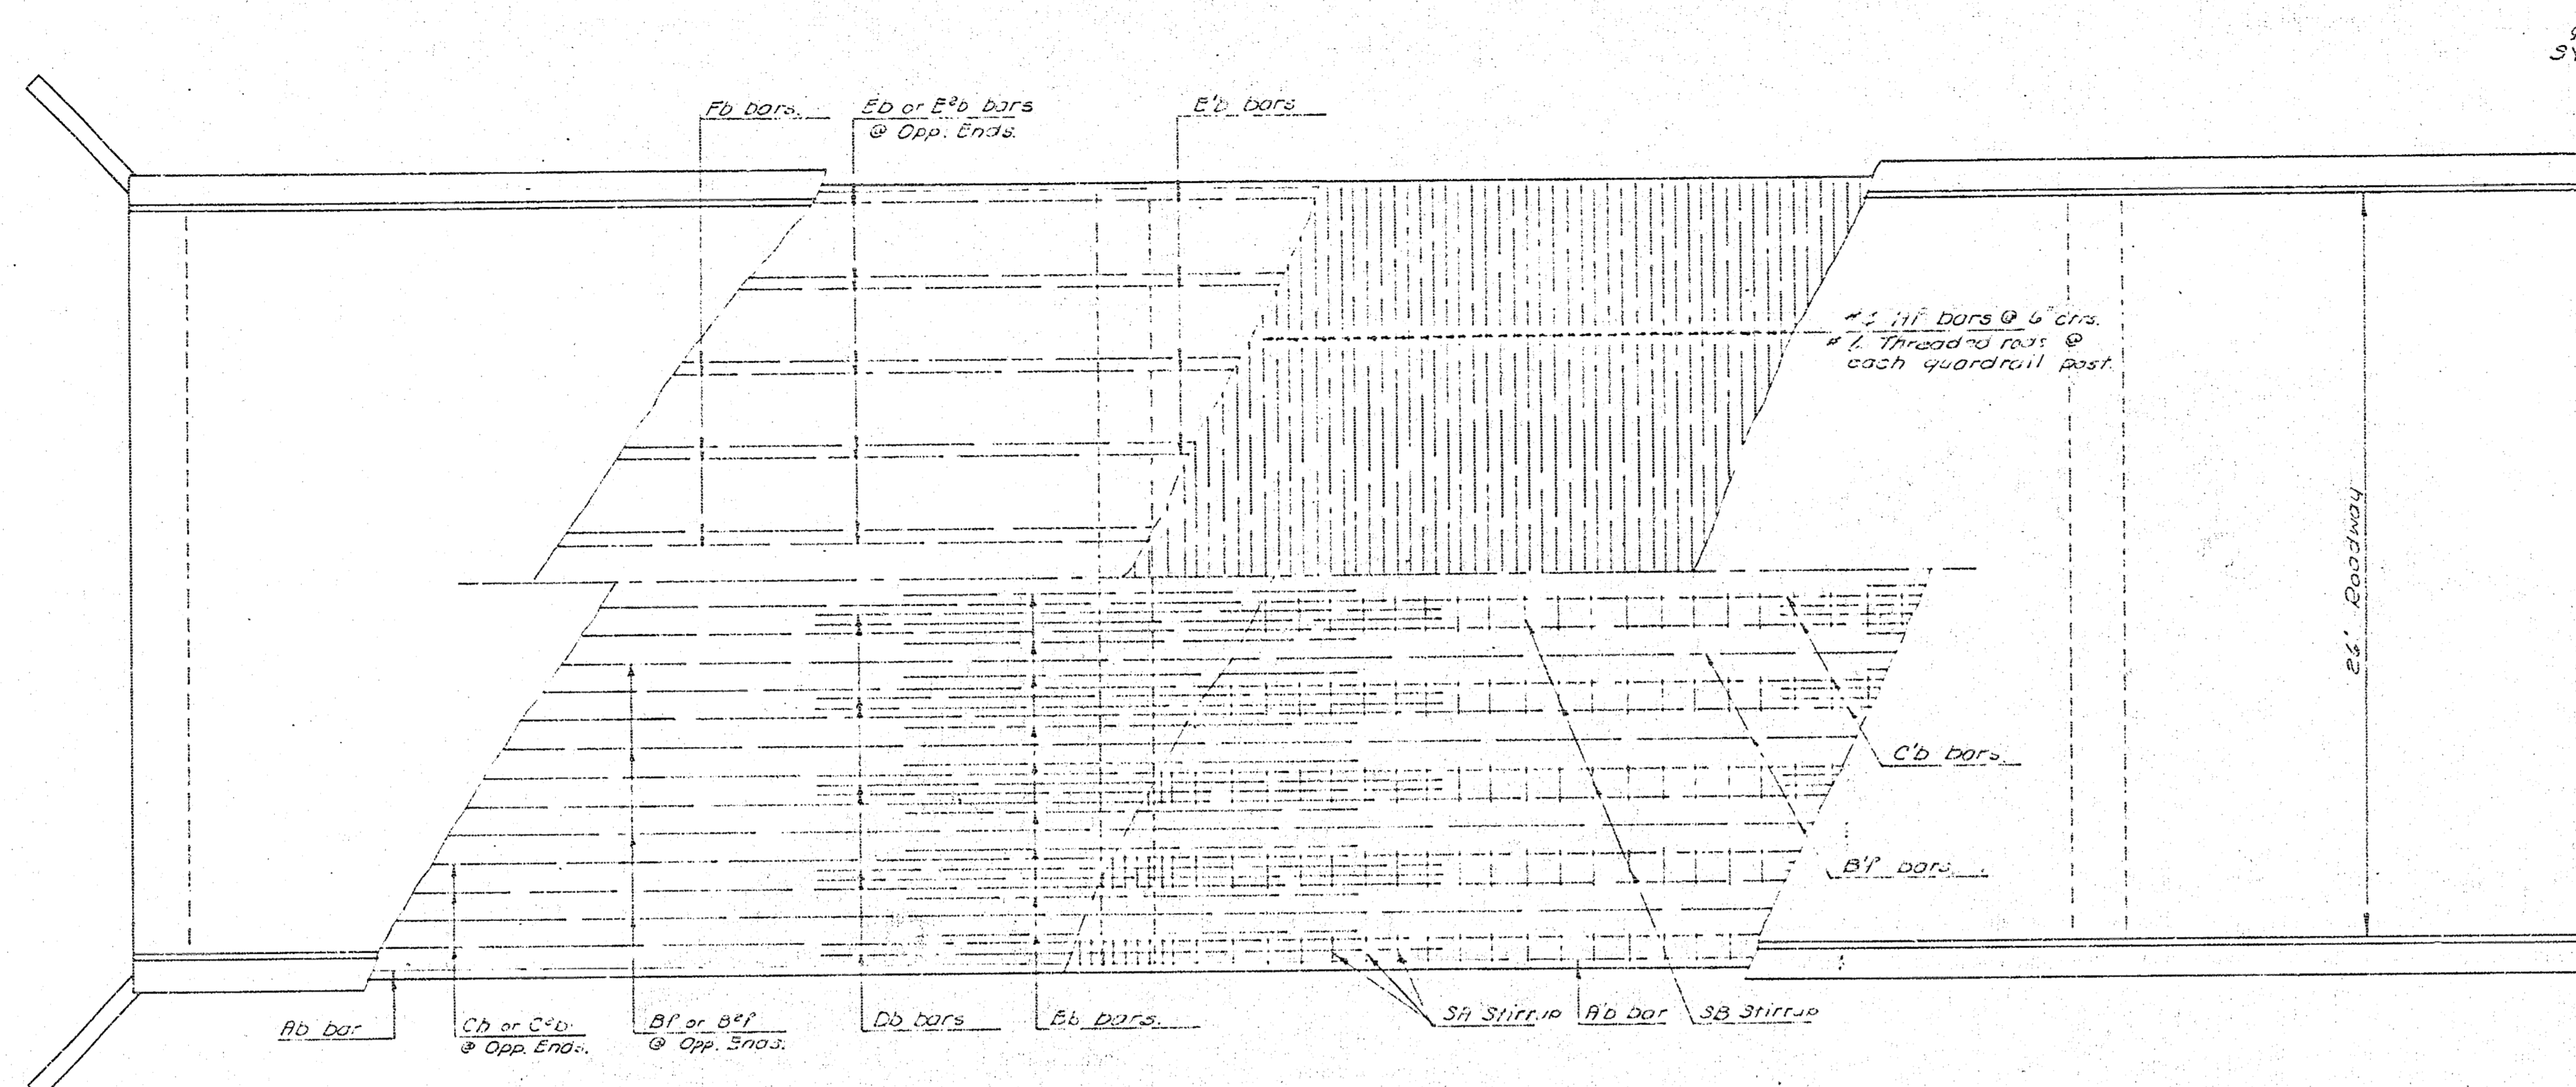 SY
Fb bars.
Eb or E²b bars
@ Opp. Ends.
E'b bars
bars @ 6" ctrs.
Threaded rods @
each guardrail post.
26' Roadway
C'b bars.
B'f bars.
Ab bar
Cb or C²b
@ Opp. Ends.
Bf or B²f
@ Opp. Ends.
Db bars
Bb bars.
SA Stirrup
A'b bar
SB Stirrup